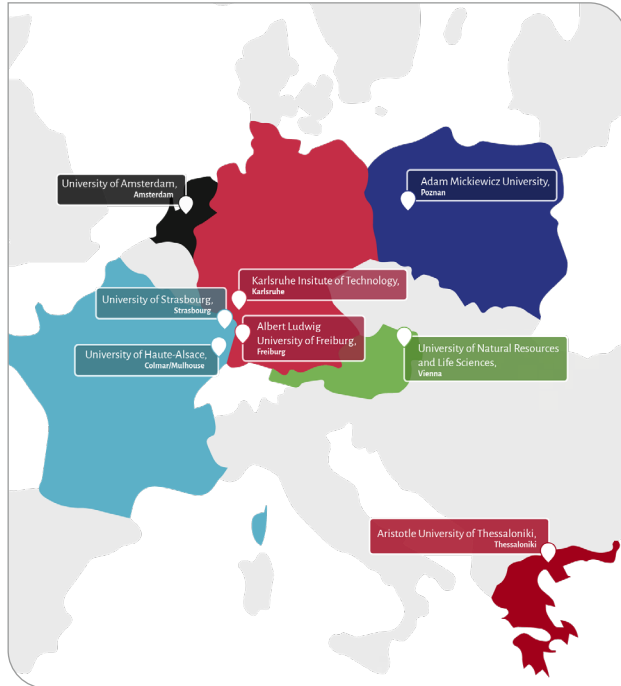 University of Amsterdam,
Amsterdam
Adam Mickiewicz University,
Poznan
Karlsruhe Insitute of Technology,
Karlsruhe
University of Strasbourg,
Strasbourg
Albert Ludwig
University of Freiburg,
Freiburg
University of Haute-Alsace,
Colmar/Mulhouse
University of Natural Resources
and Life Sciences,
Vienna
Aristotle University of Thessaloniki,
Thessaloniki